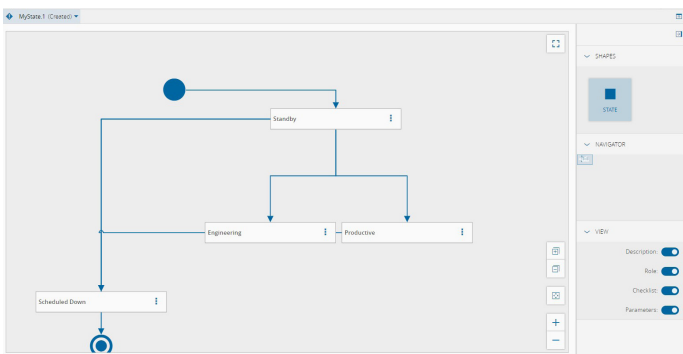 MyState.1 (Created)
SHAPES
STATE
Standby
NAVIGATOR
Engineering
Productive
VIEW
Description:
Role:
Checklist:
Parameters:
Scheduled Down